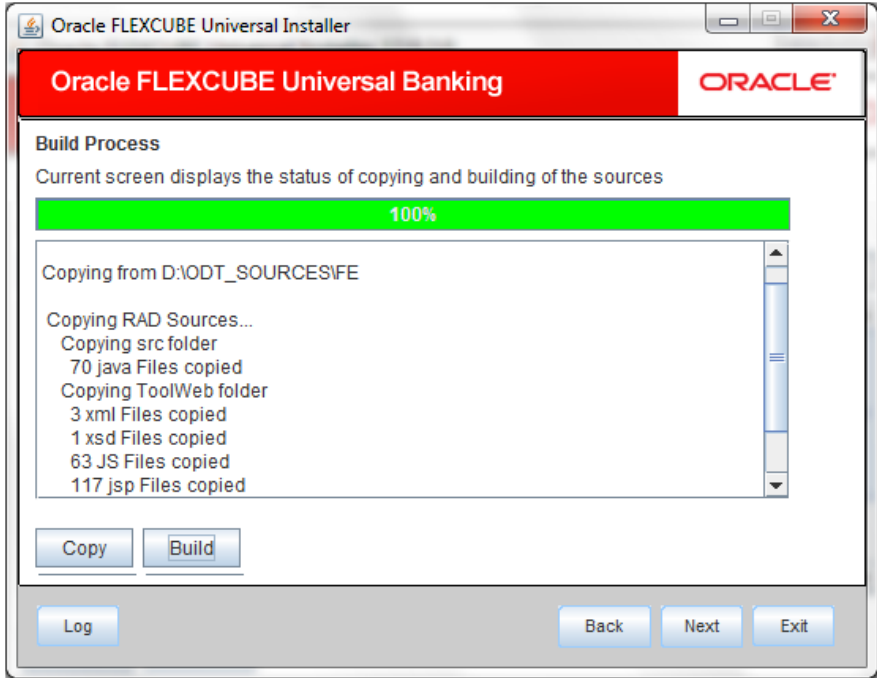 Oracle FLEXCUBE Universal Installer
Oracle FLEXCUBE Universal Banking
ORACLE
Build Process
Current screen displays the status of copying and building of the sources
100%
Copying from D:\ODT_SOURCES\FE
Copying RAD Sources...
Copying src folder
70 java Files copied
Copying ToolWeb folder
3 xml Files copied
1 xsd Files copied
63 JS Files copied
117 jsp Files copied
Copy Build
Log Back Next Exit